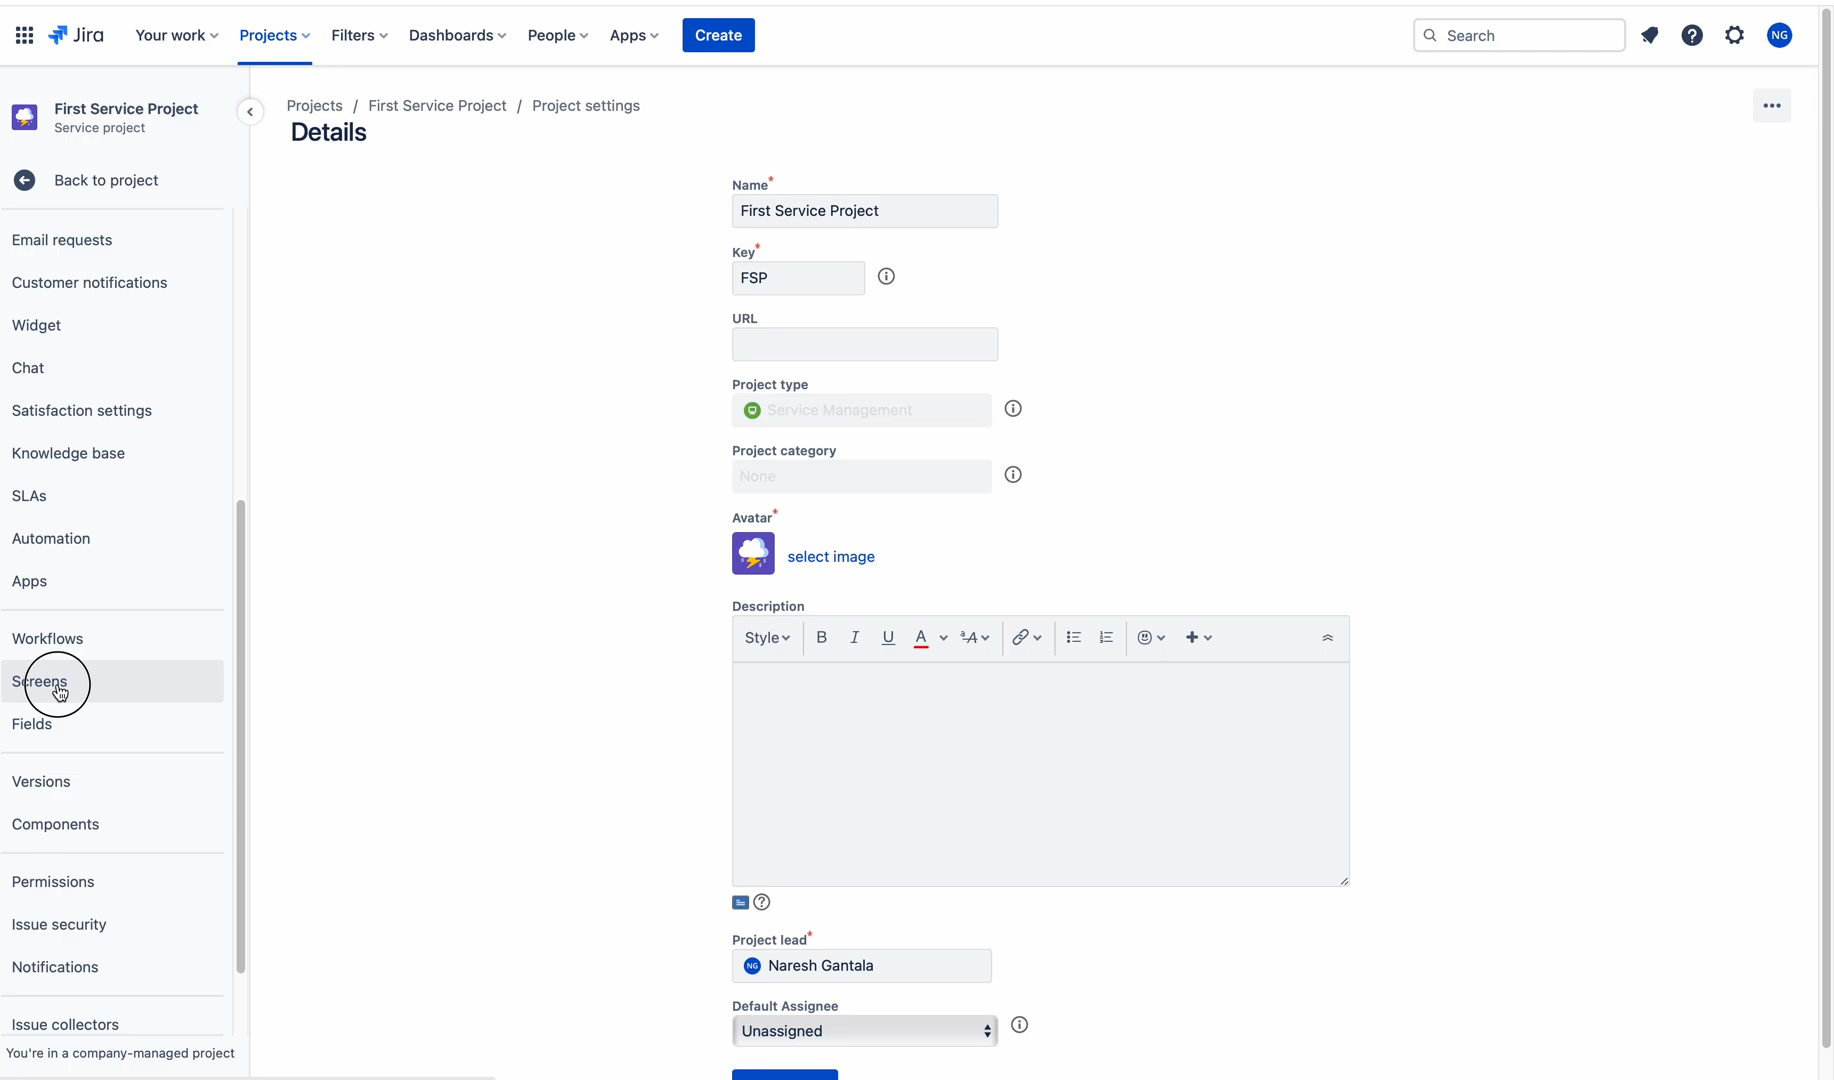 Jira
Your work
Projects
Filters
Dashboards
People
Apps
Create
Search
NG
First Service Project
Service project
Back to project
Email requests
Customer notifications
Widget
Chat
Satisfaction settings
Knowledge base
SLAs
Automation
Apps
Workflows
Screens
Fields
Versions
Components
Permissions
Issue security
Notifications
Issue collectors
You're in a company-managed project
Projects / First Service Project / Project settings
Details
Name*
First Service Project
Key*
FSP
URL
Project type
Service Management
Project category
None
Avatar*
select image
Description
Style B I U A ªA
Project lead*
NG Naresh Gantala
Default Assignee
Unassigned